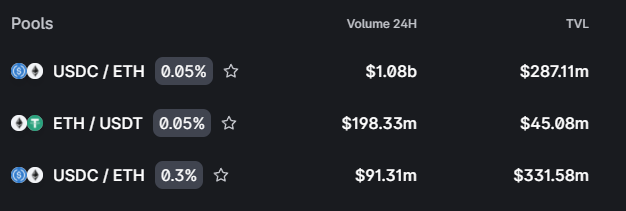 Pools Volume 24H TVL
USDC / ETH 0.05% $1.08b $287.11m
ETH / USDT 0.05% $198.33m $45.08m
USDC / ETH 0.3% $91.31m $331.58m